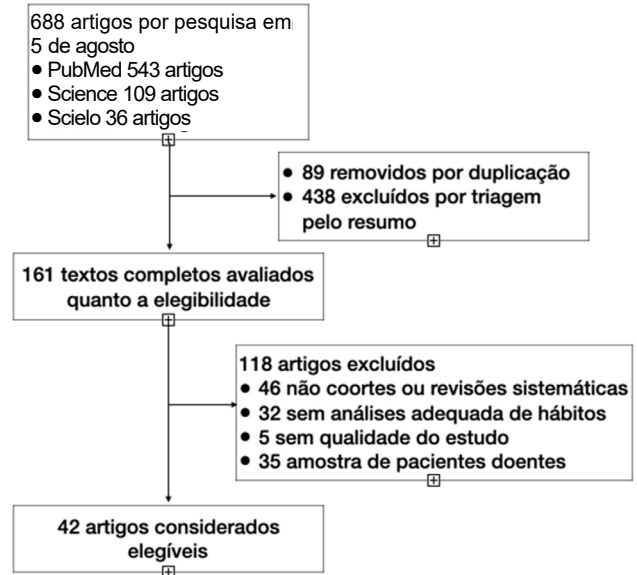 688 artigos por pesquisa em
5 de agosto
● PubMed 543 artigos
● Science 109 artigos
● Scielo 36 artigos
● 89 removidos por duplicação
● 438 excluídos por triagem
pelo resumo
161 textos completos avaliados
quanto a elegibilidade
118 artigos excluídos
● 46 não coortes ou revisões sistemáticas
● 32 sem análises adequada de hábitos
● 5 sem qualidade do estudo
● 35 amostra de pacientes doentes
42 artigos considerados
elegíveis